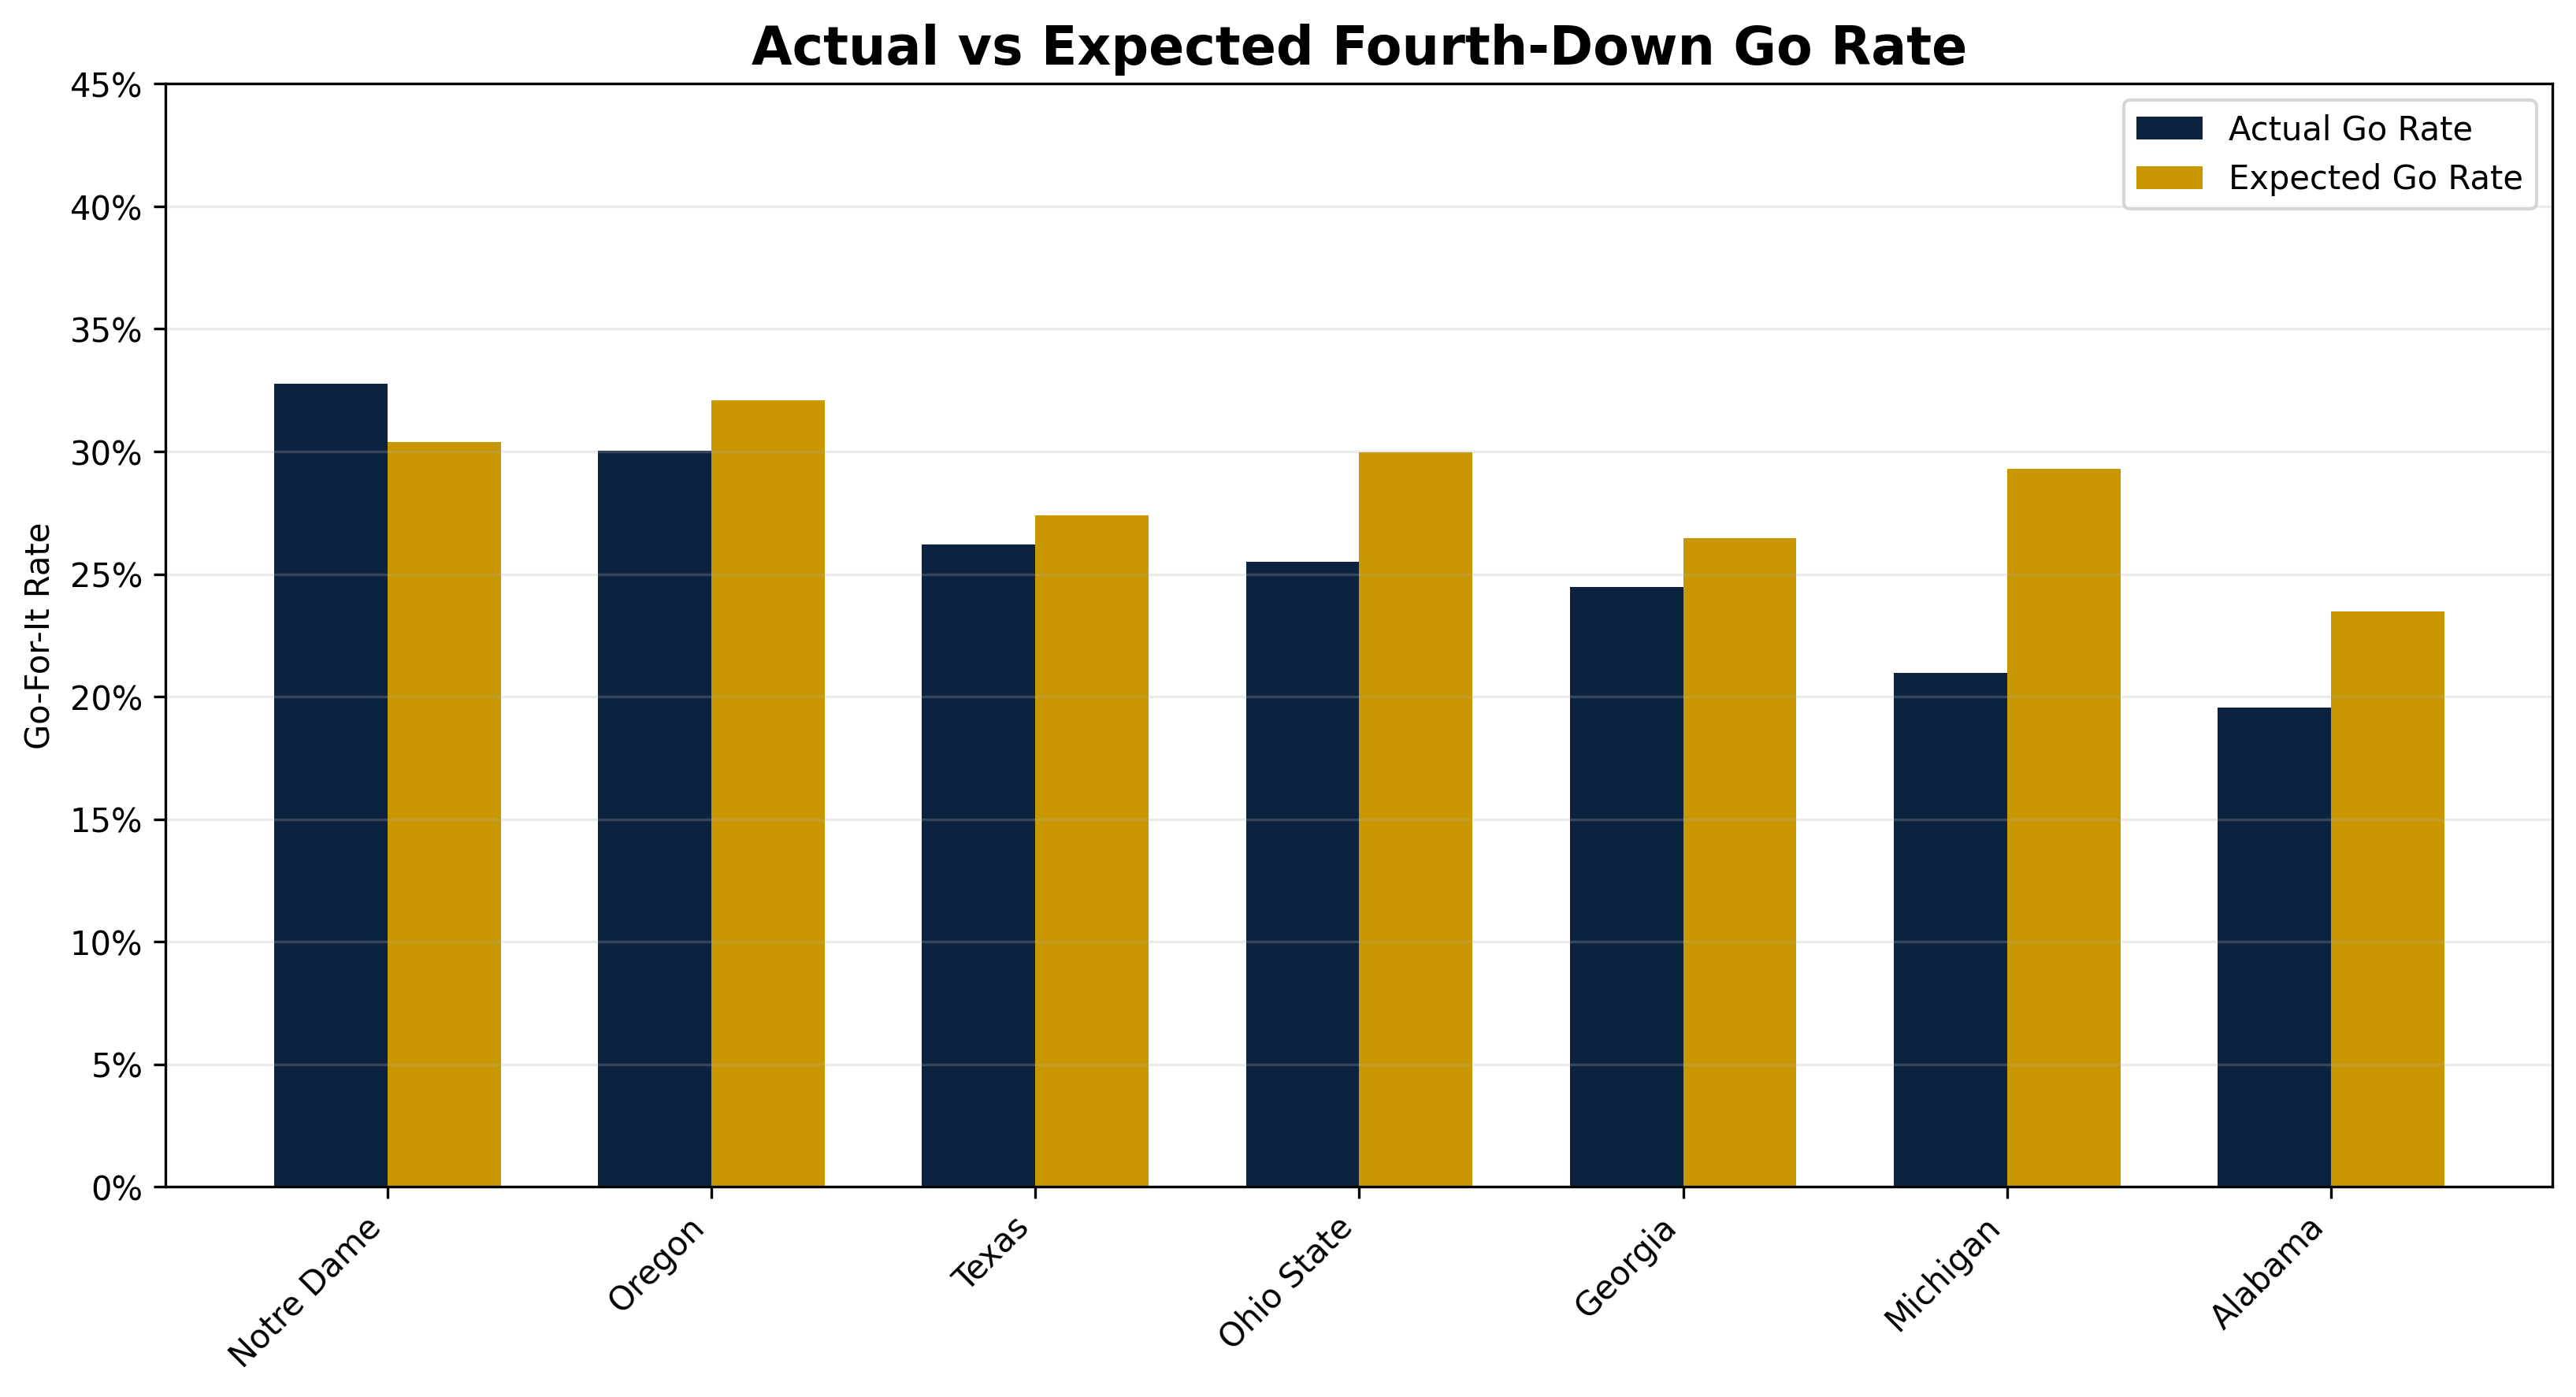 Actual vs Expected Fourth-Down Go Rate
45%
40%
35%
30%
25%
20%
15%
10%
5%
0%
Go-For-It Rate
Actual Go Rate
Expected Go Rate
Notre Dame
Oregon
Texas
Ohio State
Georgia
Michigan
Alabama